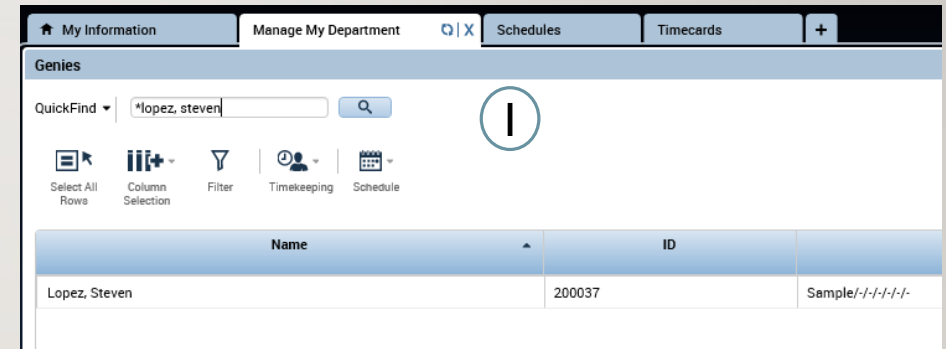 My Information
Manage My Department
X
Schedules
Timecards
+
Genies
QuickFind
*lopez, steven
1
Select All Rows
Column Selection
Filter
Timekeeping
Schedule
Name
ID
Lopez, Steven
200037
Sample/-/-/-/-/-/-